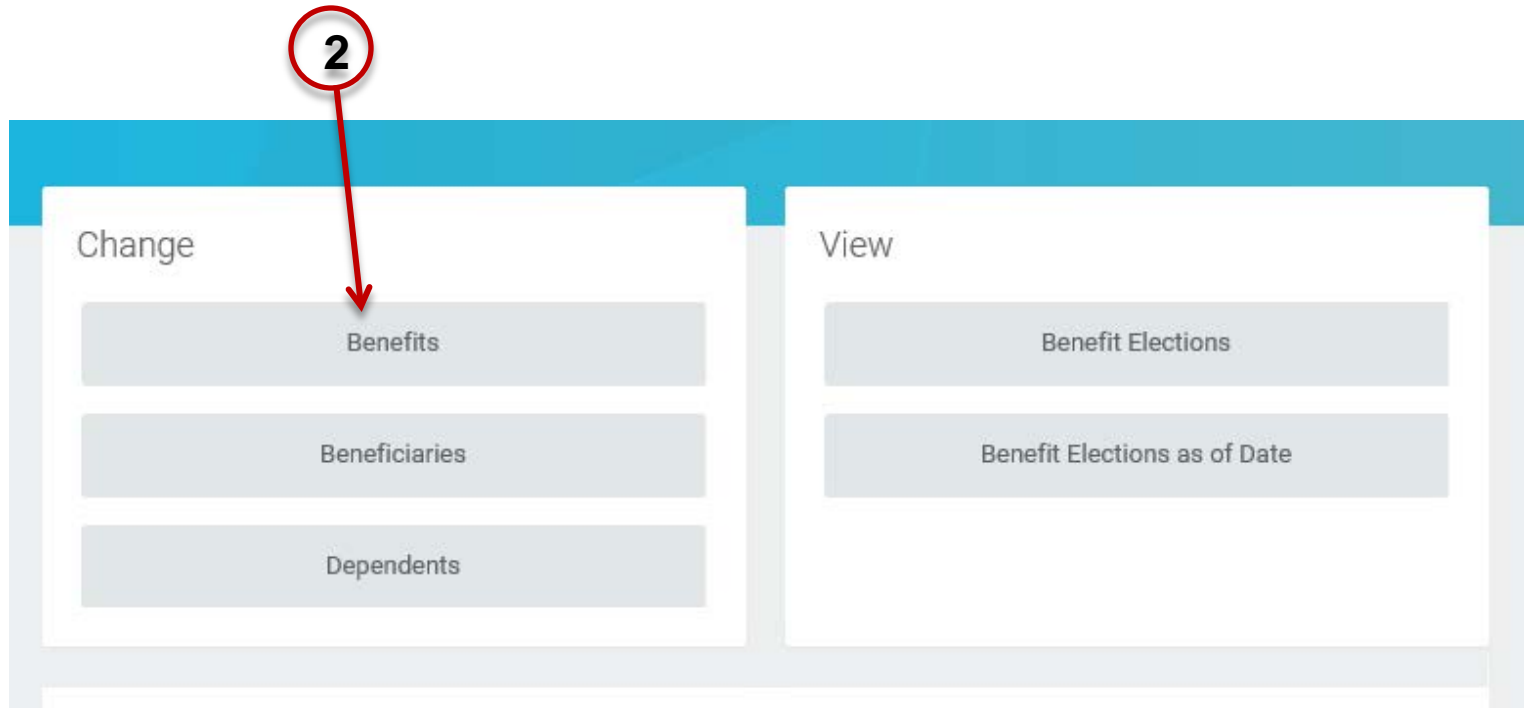 2
Change
Benefits
Beneficiaries
Dependents
View
Benefit Elections
Benefit Elections as of Date